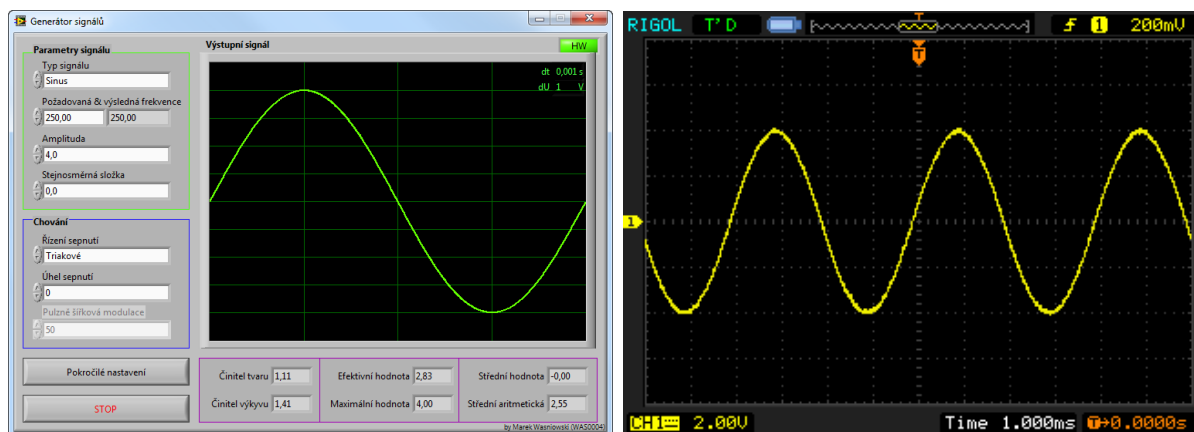 Generátor signálů
Parametry signálu
Typ signálu
Sinus
Požadovaná & výsledná frekvence
250,00 250,00
Amplituda
4,0
Stejnosměrná složka
0,0
Chování
Řízení sepnutí
Triakové
Úhel sepnutí
0
Pulzně šířková modulace
50
Pokročilé nastavení
STOP
Výstupní signál
HW
dt 0,001 s
dU 1 V
Činitel tvaru 1,11
Efektivní hodnota 2,83
Střední hodnota -0,00
Činitel výkyvu 1,41
Maximální hodnota 4,00
Střední aritmetická 2,55
by Marek Wasniowski (WAS0004)
RIGOL T'D T f 1 200mV
T
1
CH1 2.00V Time 1.000ms T→0.0000s